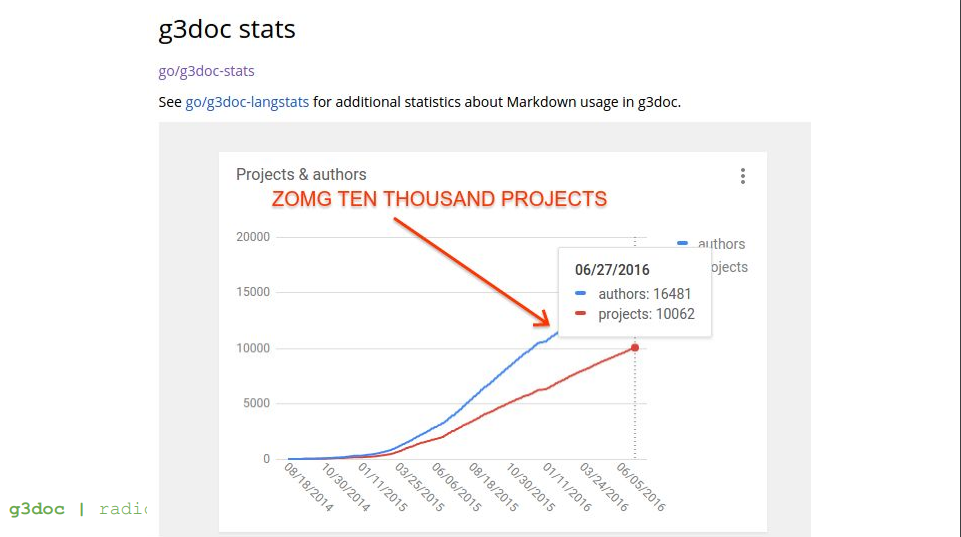 g3doc stats
go/g3doc-stats
See go/g3doc-langstats for additional statistics about Markdown usage in g3doc.
Projects & authors
ZOMG TEN THOUSAND PROJECTS
20000
15000
10000
5000
0
authors
ojects
06/27/2016
authors: 16481
projects: 10062
08/18/2014
10/30/2014
01/11/2015
03/25/2015
06/06/2015
08/18/2015
10/30/2015
01/11/2016
03/24/2016
06/05/2016
g3doc | radic